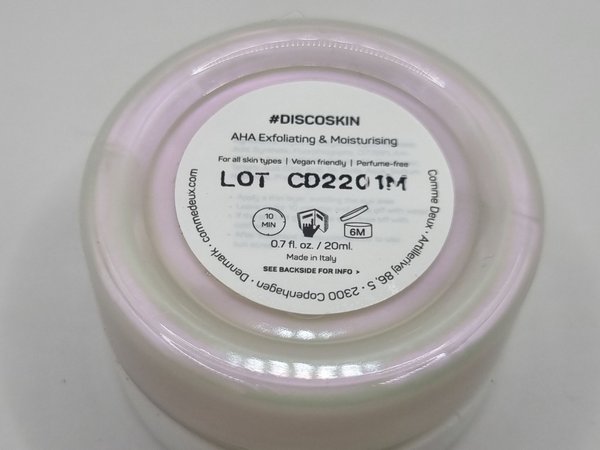 #DISCOSKIN
AHA Exfoliating & Moisturising
For all skin types | Vegan friendly | Perfume-free
LOT CD2201M
10
MIN
6M
0.7 fl. oz. / 20ml.
Made in Italy
SEE BACKSIDE FOR INFO >
Comme Deux · Artillerivej 86, 5 · 2300 Copenhagen · Denmark · commedeux.com